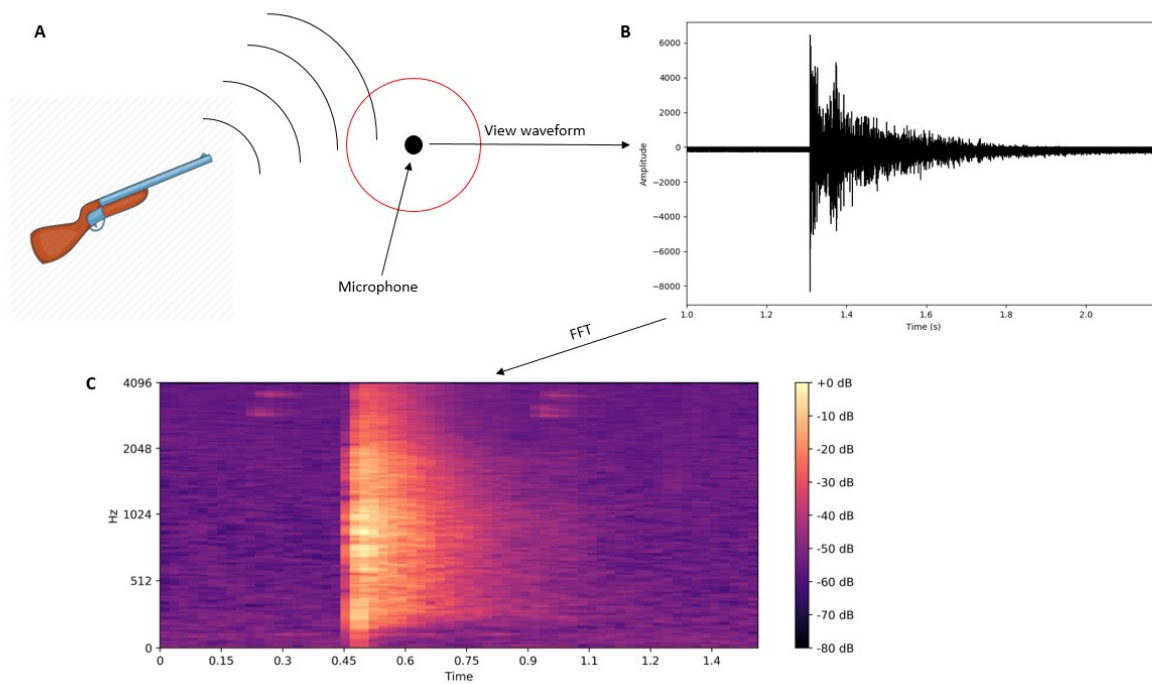 A
View waveform
Microphone
B
6000
4000
2000
0
−2000
−4000
−6000
−8000
Amplitude
1.0
1.2
1.4
1.6
1.8
2.0
Time (s)
FFT
C
4096
2048
1024
512
0
Hz
0
0.15
0.3
0.45
0.6
0.75
0.9
1.1
1.2
1.4
Time
+0 dB
-10 dB
-20 dB
-30 dB
-40 dB
-50 dB
-60 dB
-70 dB
-80 dB